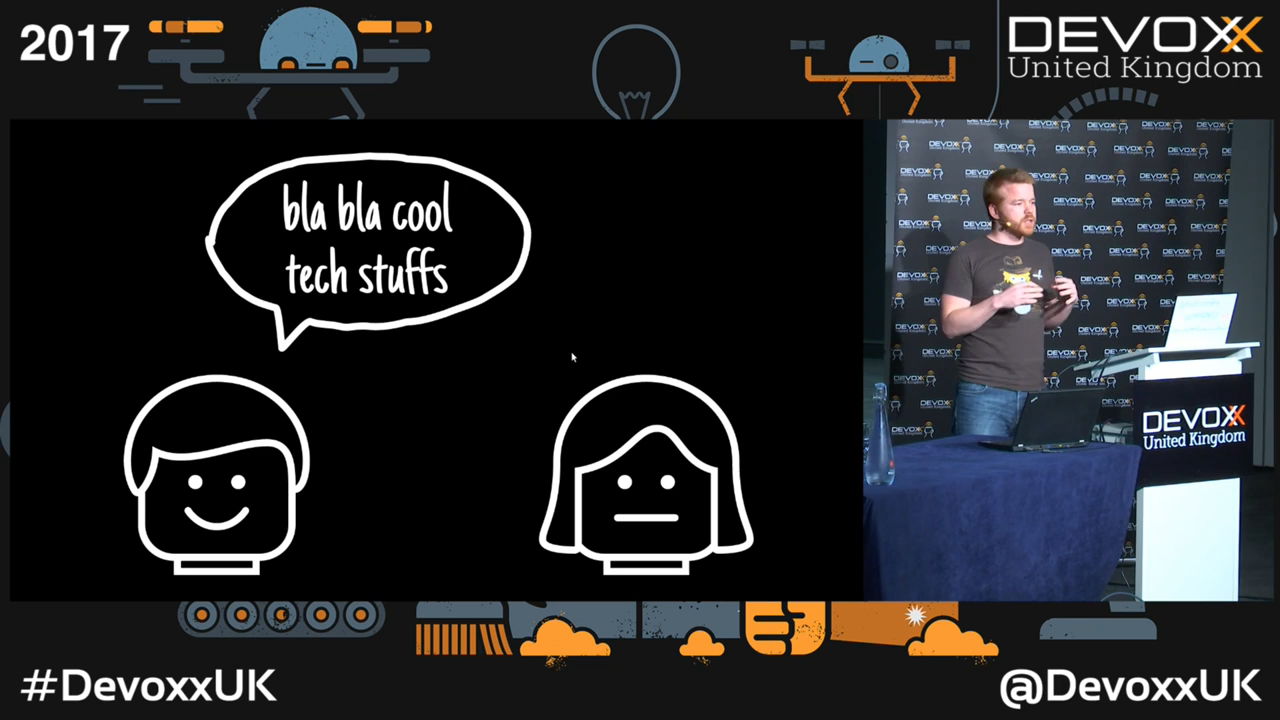 2017
DEVOXX
United Kingdom
bla bla cool
tech stuffs
DEVOXX
United Kingdom
#DevoxxUK
@DevoxxUK